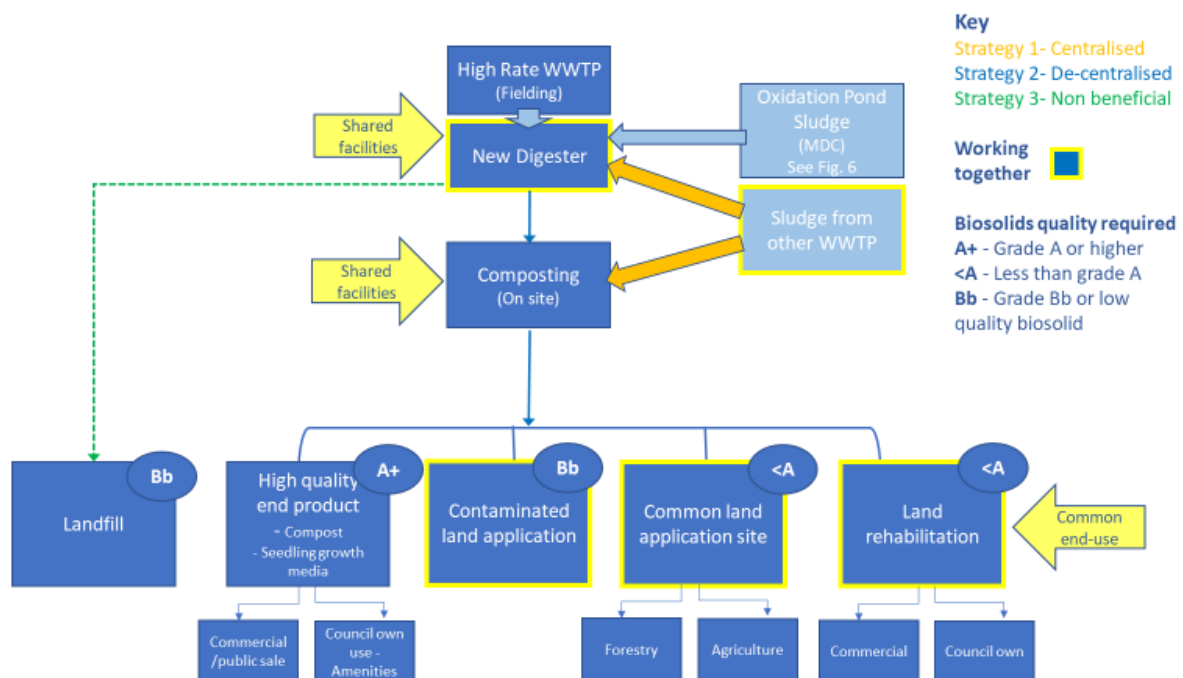 Key
Strategy 1- Centralised
Strategy 2- De-centralised
Strategy 3- Non beneficial
Working
together
Biosolids quality required
A+ - Grade A or higher
<A - Less than grade A
Bb - Grade Bb or low
quality biosolid
High Rate WWTP
(Fielding)
Shared
facilities
New Digester
Oxidation Pond
Sludge
(MDC)
See Fig. 6
Sludge from
other WWTP
Shared
facilities
Composting
(On site)
Landfill
Bb
High quality
end product
- Compost
- Seedling growth
media
A+
Contaminated
land application
Bb
Common land
application site
<A
Land
rehabilitation
<A
Common
end-use
Commercial
/public sale
Council own
use -
Amenities
Forestry
Agriculture
Commercial
Council own